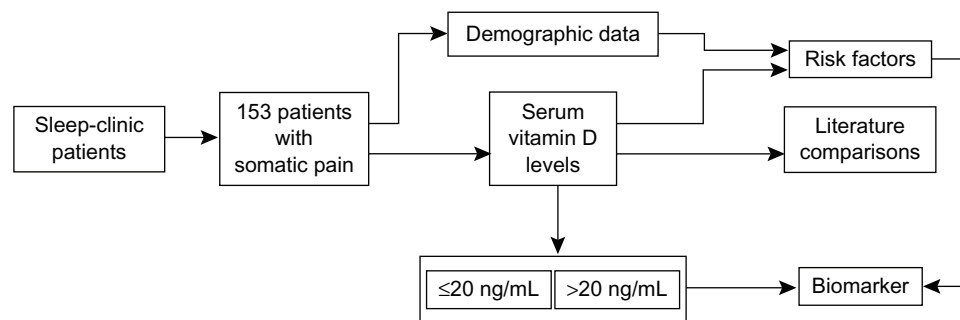 Demographic data
Risk factors
Sleep-clinic
patients
153 patients
with
somatic pain
Serum
vitamin D
levels
Literature
comparisons
≤20 ng/mL
>20 ng/mL
Biomarker